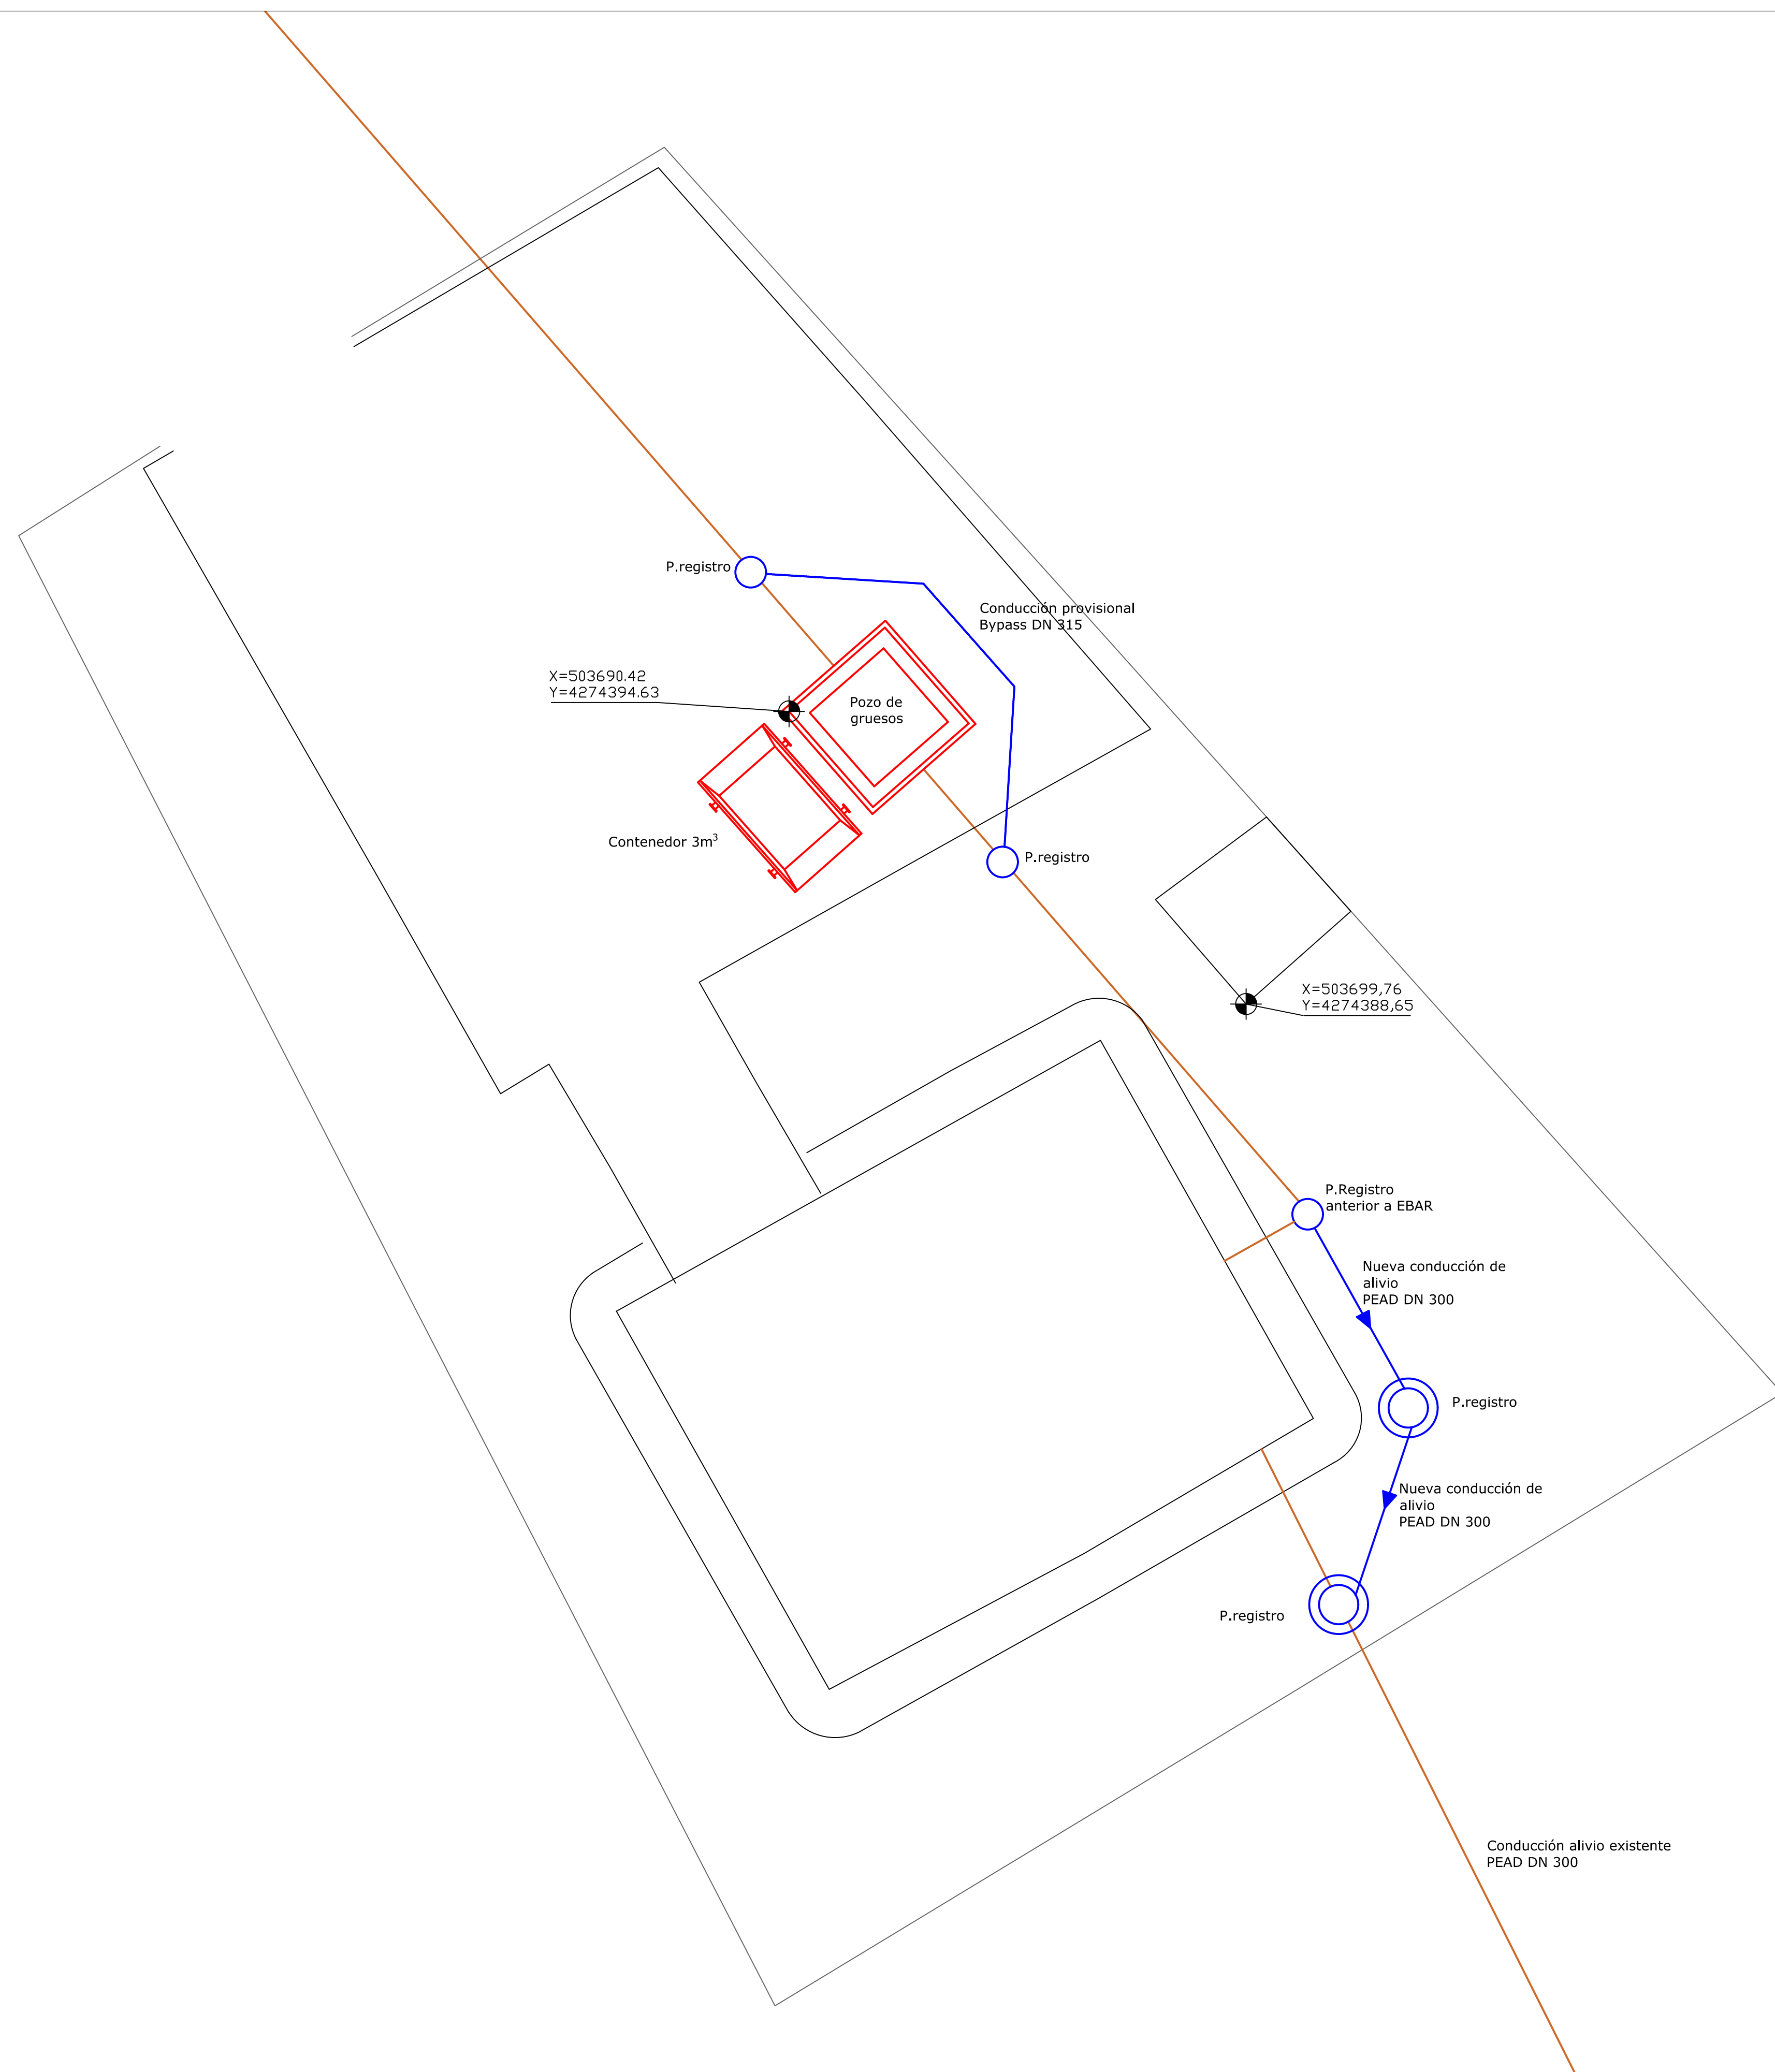 P.registro
Conducción provisional
Bypass DN 315
X=503690.42
Y=4274394.63
Pozo de
gruesos
Contenedor 3m³
P.registro
X=503699,76
Y=4274388,65
P.Registro
anterior a EBAR
Nueva conducción de
alivio
PEAD DN 300
P.registro
Nueva conducción de
alivio
PEAD DN 300
P.registro
Conducción alivio existente
PEAD DN 300